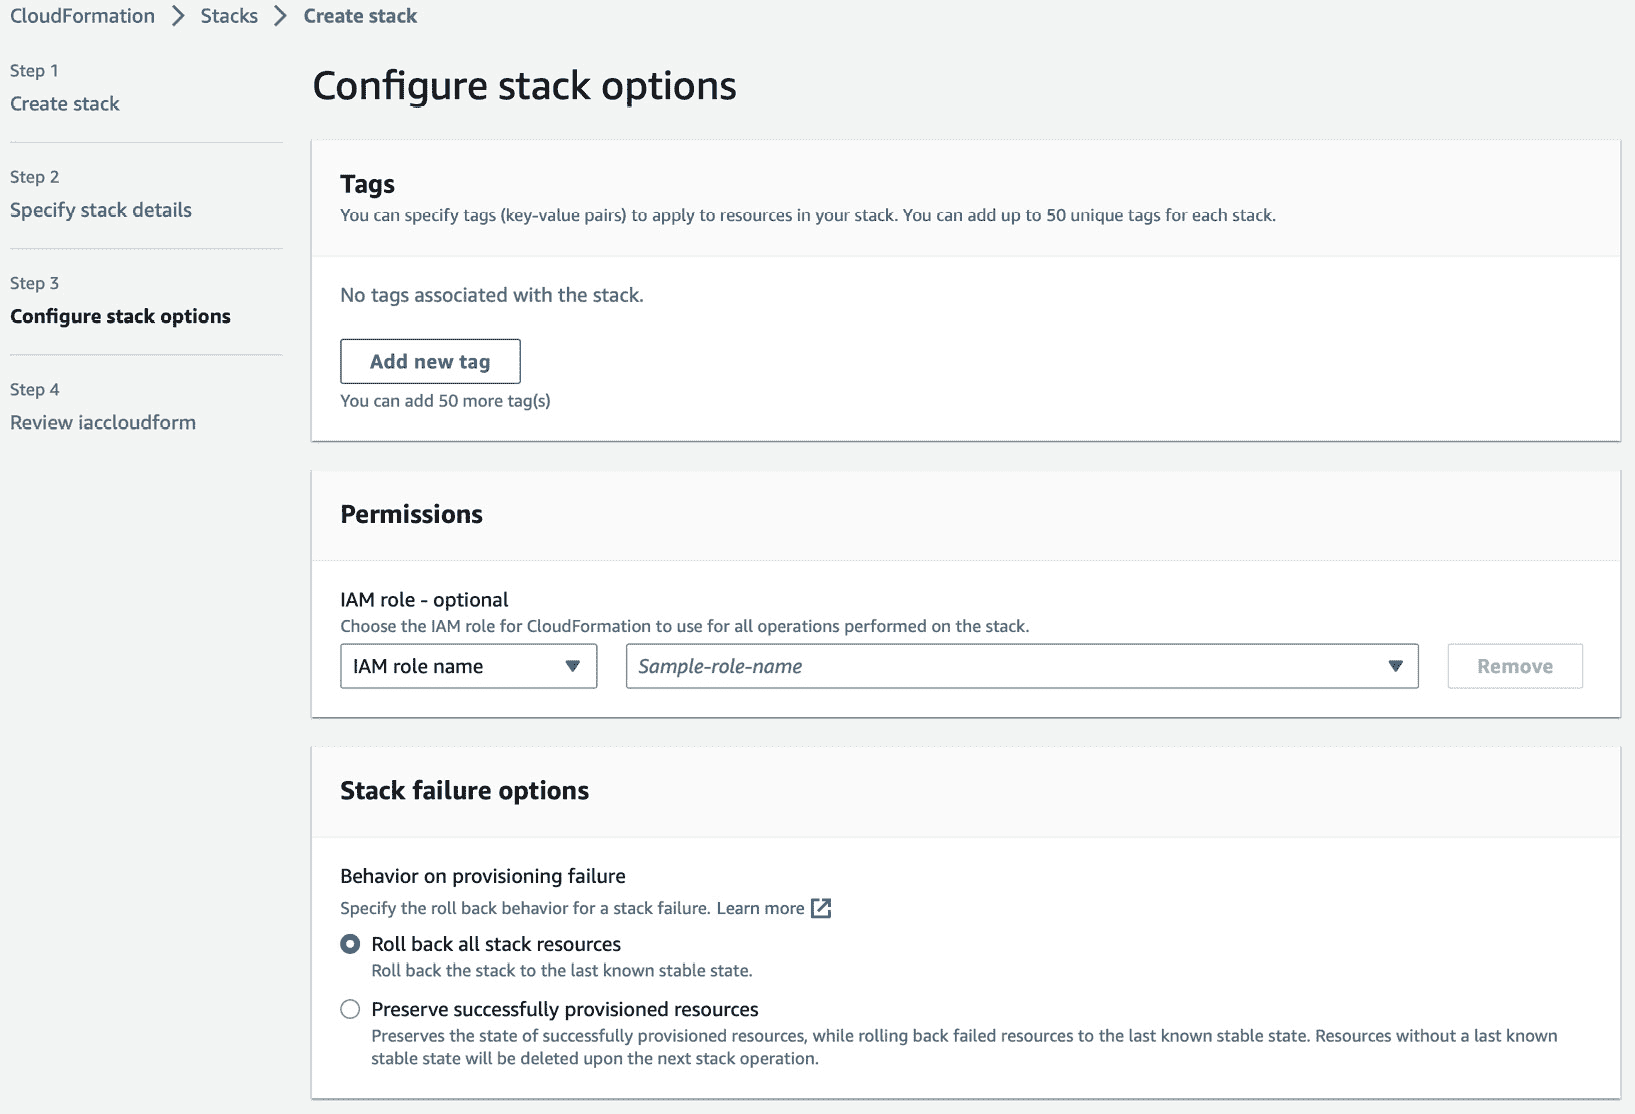 CloudFormation > Stacks > Create stack
Step 1
Create stack
Step 2
Specify stack details
Step 3
Configure stack options
Step 4
Review iaccloudform
Configure stack options
Tags
You can specify tags (key-value pairs) to apply to resources in your stack. You can add up to 50 unique tags for each stack.
No tags associated with the stack.
Add new tag
You can add 50 more tag(s)
Permissions
IAM role - optional
Choose the IAM role for CloudFormation to use for all operations performed on the stack.
IAM role name
Sample-role-name
Remove
Stack failure options
Behavior on provisioning failure
Specify the roll back behavior for a stack failure. Learn more
Roll back all stack resources
Roll back the stack to the last known stable state.
Preserve successfully provisioned resources
Preserves the state of successfully provisioned resources, while rolling back failed resources to the last known stable state. Resources without a last known
stable state will be deleted upon the next stack operation.